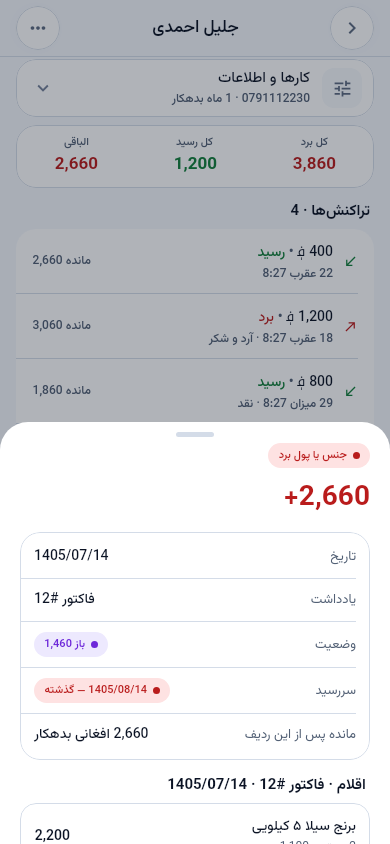 جلیل احمدی
کارها و اطلاعات
0791112230 · 1 ماه بدهکار
کل برد
کل رسید
الباقی
3,860
1,200
2,660
تراکنش‌ها · 4
400 ؋ • رسید
مانده 2,660
22 عقرب 8:27
1,200 ؋ • برد
مانده 3,060
18 عقرب 8:27 · آرد و شکر
800 ؋ • رسید
مانده 1,860
29 میزان 8:27 · نقد
جنس یا پول برد
+2,660
تاریخ
1405/07/14
یادداشت
فاکتور #12
وضعیت
باز 1,460
سررسید
1405/08/14 — گذشته
مانده پس از این ردیف
2,660 افغانی بدهکار
اقلام · فاکتور #12 · 1405/07/14
برنج سیلا ۵ کیلویی
2,200